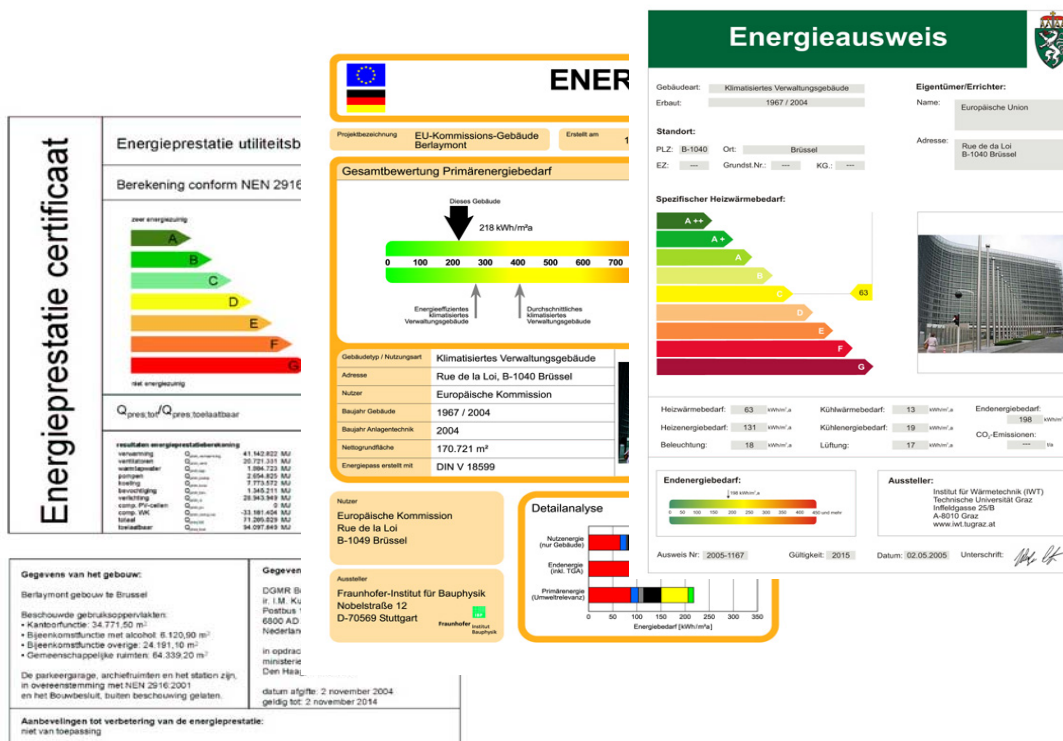 Energieprestatie certificaat
Energieprestatie utiliteitsb
Berekening conform NEN 2916
zeer energiezuinig
A
B
C
D
E
F
G
niet energiezuinig
Qpres;tot/Qpres;toelaatbaar
resultaten energieprestatieberekening
verwarming 41.142.822 MJ
ventilatoren 20.721.331 MJ
warmtapwater 1.994.723 MJ
pompen 2.654.825 MJ
koeling 7.773.572 MJ
bevochtiging 1.345.211 MJ
verlichting 28.943.949 MJ
comp. PV-cellen 0 MJ
comp. WK -33.181.404 MJ
totaal 71.295.029 MJ
toelaatbaar 94.097.849 MJ
Gegevens van het gebouw:
Berlaymont gebouw te Brussel
Beschouwde gebruiksoppervlakten:
• Kantoorfunctie: 34.771,50 m²
• Bijeenkomstfunctie met alcohol: 6.120,90 m²
• Bijeenkomstfunctie overige: 24.191,10 m²
• Gemeenschappelijke ruimten: 64.339,20 m²
De parkeergarage, archiefruimten en het station zijn,
in overeenstemming met NEN 2916:2001
en het Bouwbesluit, buiten beschouwing gelaten.
Gegeven
DGMR B
ir. I.M. Ku
Postbus
6800 AD
Nederlan
in opdrac
ministerie
Den Haag
datum afgifte: 2 november 2004
geldig tot: 2 november 2014
Aanbevelingen tot verbetering van de energieprestatie:
niet van toepassing
ENER
Projektbezeichnung
EU-Kommissions-Gebäude
Berlaymont
Erstellt am
1
Gesamtbewertung Primärenergiebedarf
Dieses Gebäude
218 kWh/m²a
0 100 200 300 400 500 600 700
Energieeffizientes
klimatisiertes
Verwaltungsgebäude
Durchschnittliches
klimatisiertes
Verwaltungsgebäude
Gebäudetyp / Nutzungsart Klimatisiertes Verwaltungsgebäude
Adresse Rue de la Loi, B-1040 Brüssel
Nutzer Europäische Kommission
Baujahr Gebäude 1967 / 2004
Baujahr Anlagentechnik 2004
Nettogrundfläche 170.721 m²
Energiepass erstellt mit DIN V 18599
Nutzer
Europäische Kommission
Rue de la Loi
B-1049 Brüssel
Aussteller
Fraunhofer-Institut für Bauphysik
Nobelstraße 12
D-70569 Stuttgart
Fraunhofer Institut
Bauphysik
Detailanalyse
Nutzenergie
(nur Gebäude)
Endenergie
(inkl. TGA)
Primärenergie
(Umweltrelevanz)
0 50 100 150 200 250 300 350
Energiebedarf [kWh/m²a]
Energieausweis
Gebäudeart: Klimatisiertes Verwaltungsgebäude
Erbaut: 1967 / 2004
Standort:
PLZ: B-1040 Ort: Brüssel
EZ: --- Grundst.Nr.: --- KG.: ---
Eigentümer/Errichter:
Name: Europäische Union
Adresse: Rue de da Loi
B-1040 Brüssel
Spezifischer Heizwärmebedarf:
A ++
A +
A
B
C
63
D
E
F
G
Heizwärmebedarf: 63 kWh/m²,a Kühlwärmebedarf: 13 kWh/m²,a Endenergiebedarf:
198 kWh/m²,a
Heizenergiebedarf: 131 kWh/m²,a Kühlenergiebedarf: 19 kWh/m²,a
CO₂-Emissionen:
Beleuchtung: 18 kWh/m²,a Lüftung: 17 kWh/m²,a --- t/a
Endenergiebedarf:
198 kWh/m²,a
0 50 100 150 200 250 300 350 400 450 und mehr
Aussteller:
Institut für Wärmetechnik (IWT)
Technische Universität Graz
Inffeldgasse 25/B
A-8010 Graz
www.iwt.tugraz.at
Ausweis Nr: 2005-1167 Gültigkeit: 2015 Datum: 02.05.2005 Unterschrift: